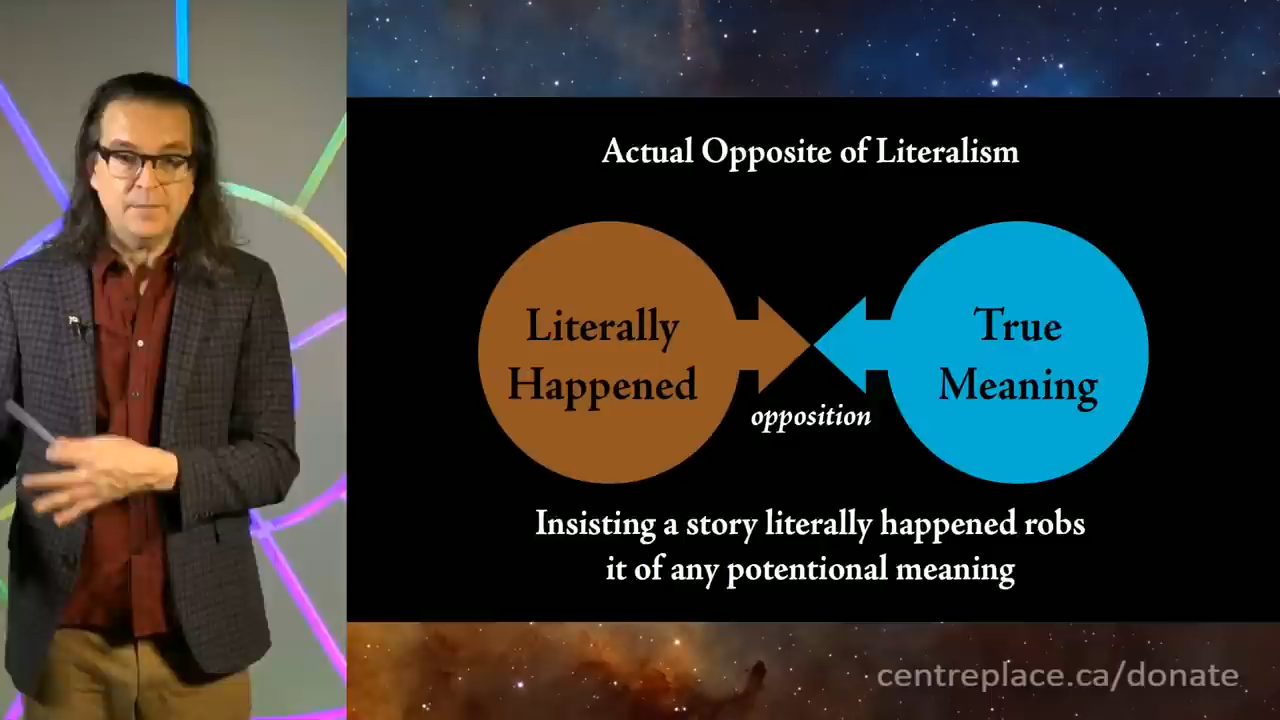 Actual Opposite of Literalism
Literally
Happened
True
Meaning
opposition
Insisting a story literally happened robs
it of any potentional meaning
centreplace.ca/donate